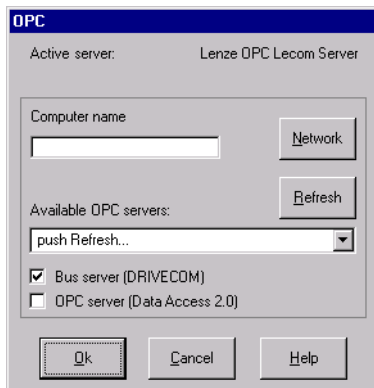 OPC
Active server: Lenze OPC Lecom Server
Computer name
Network
Refresh
Available OPC servers:
push Refresh...
Bus server (DRIVECOM)
OPC server (Data Access 2.0)
Ok Cancel Help